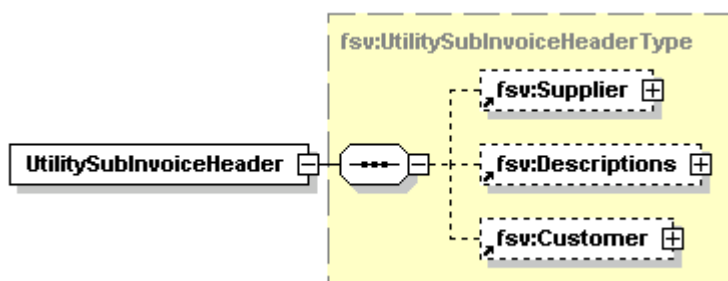 fsv:UtilitySubInvoiceHeaderType
fsv:Supplier
UtilitySubInvoiceHeader
fsv:Descriptions
fsv:Customer